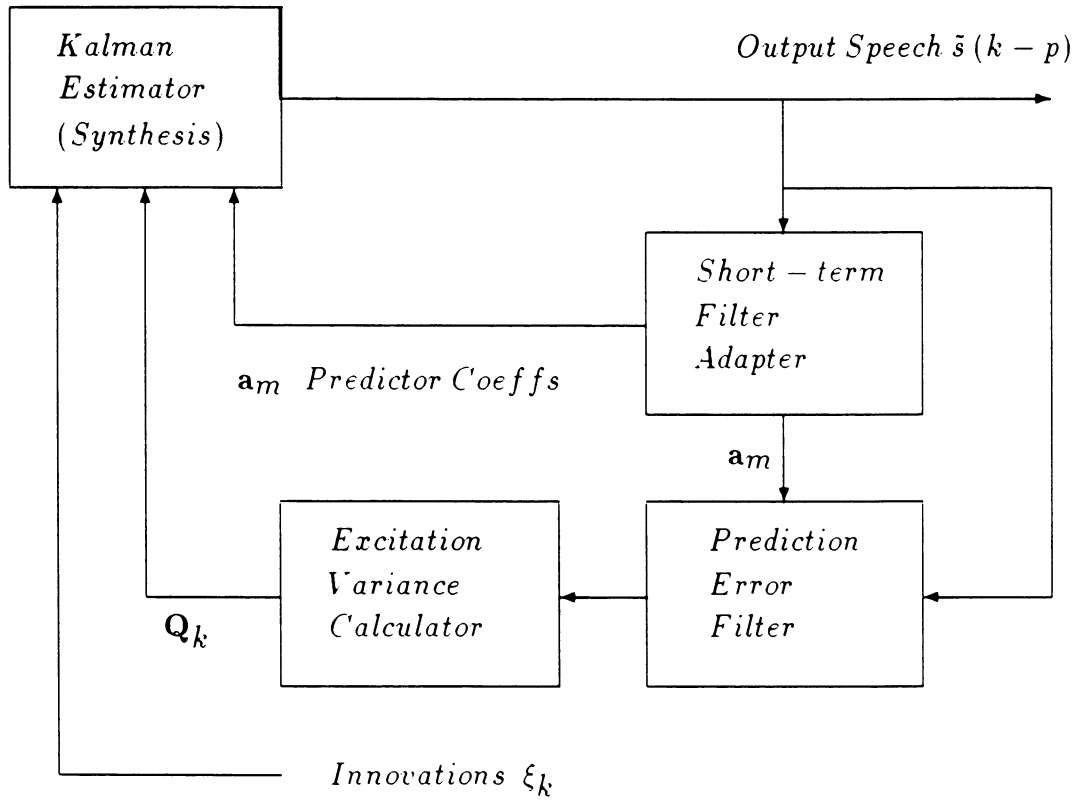 Kalman
Estimator
(Synthesis)
Output Speech s̃ (k − p)
Short − term
Filter
Adapter
a_m Predictor Coeffs
a_m
Excitation
Variance
Calculator
Prediction
Error
Filter
Q_k
Innovations ξ_k